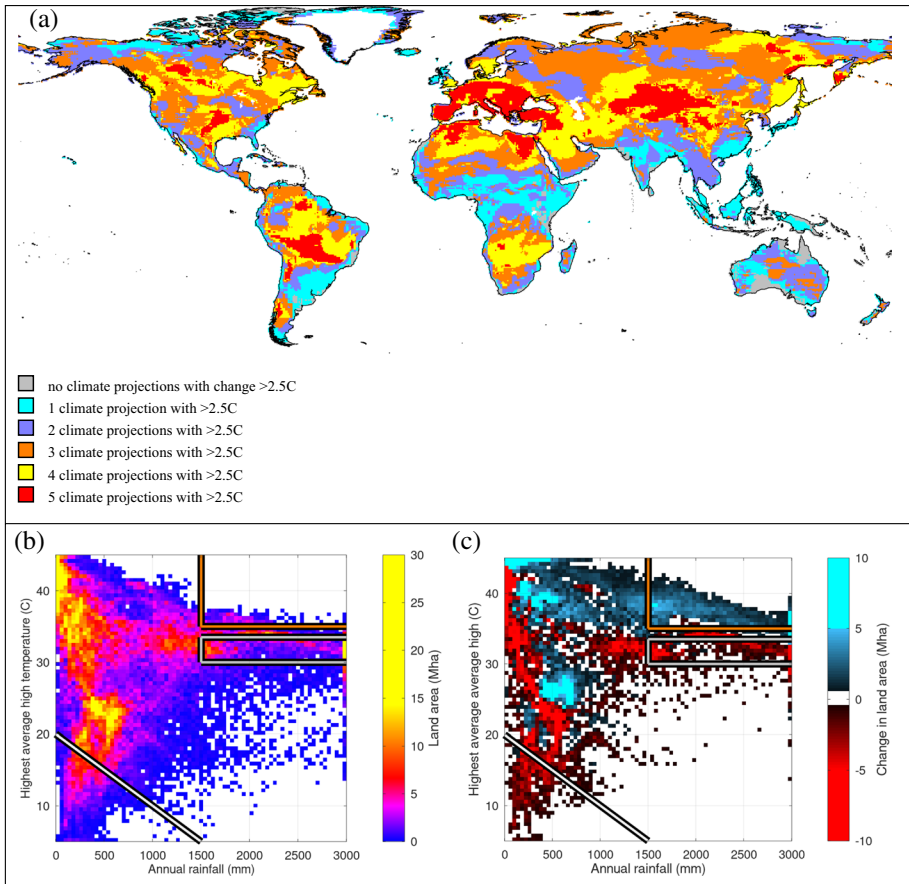 (a)
no climate projections with change >2.5C
1 climate projection with >2.5C
2 climate projections with >2.5C
3 climate projections with >2.5C
4 climate projections with >2.5C
5 climate projections with >2.5C
(b)
Highest average high temperature (C)
40
30
20
10
0
500
1000
1500
2000
2500
3000
Annual rainfall (mm)
30
25
20
15
10
5
0
Land area (Mha)
(c)
Highest average average high (C)
40
30
20
10
0
500
1000
1500
2000
2500
3000
Annual rainfall (mm)
10
5
0
-5
-10
Change in land area (Mha)